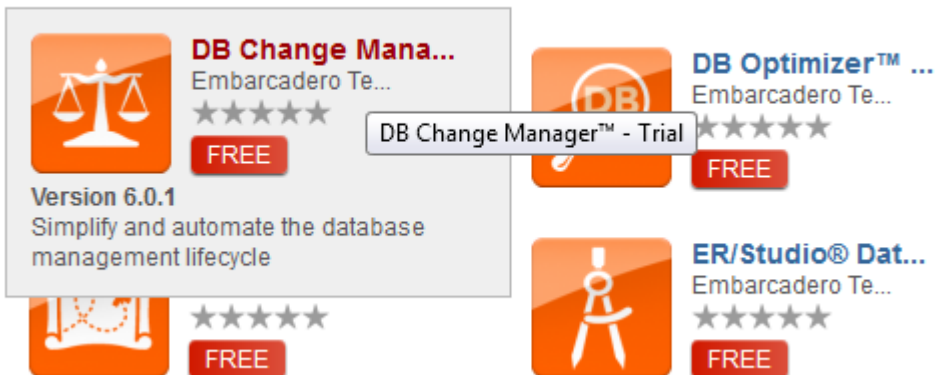 DB Change Mana...
Embarcadero Te...
FREE
DB Change Manager™ - Trial
Version 6.0.1
Simplify and automate the database
management lifecycle
DB
DB Optimizer™ ...
Embarcadero Te...
FREE
FREE
ER/Studio® Dat...
Embarcadero Te...
FREE